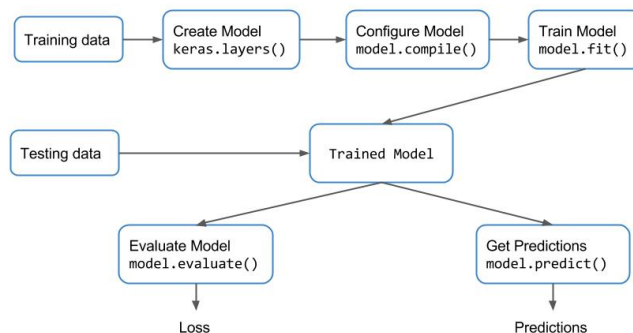 Training data
Create Model
keras.layers()
Configure Model
model.compile()
Train Model
model.fit()
Testing data
Trained Model
Evaluate Model
model.evaluate()
Get Predictions
model.predict()
Loss
Predictions